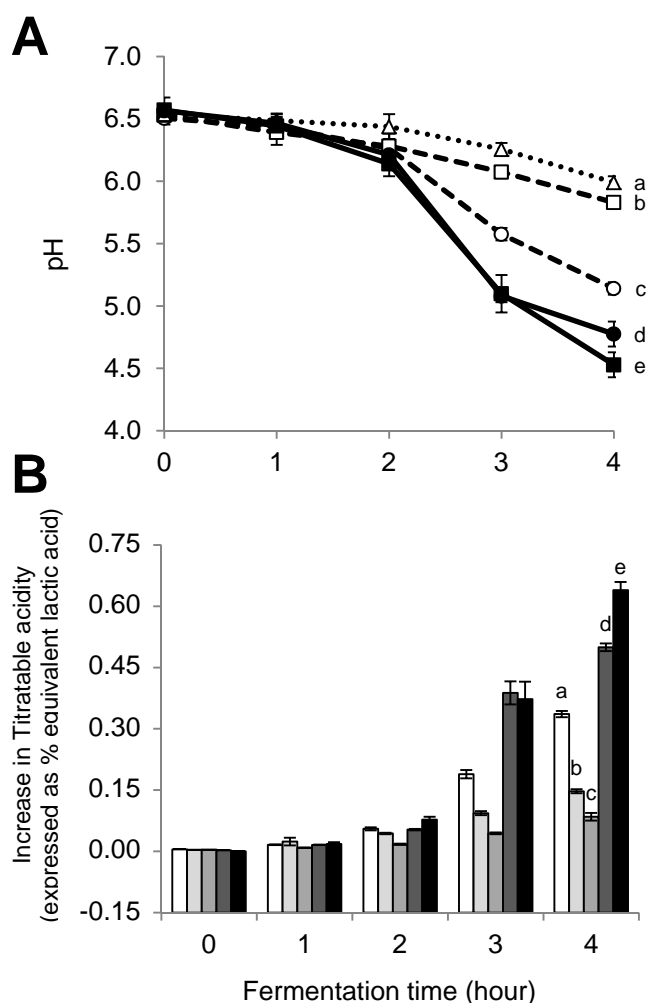 A
7.0
6.5
6.0
5.5
5.0
4.5
4.0
pH
a
b
c
d
e
0 1 2 3 4
B
Increase in Titratable acidity
(expressed as % equivalent lactic acid)
0.75
0.60
0.45
0.30
0.15
0.00
-0.15
e
d
a
b
c
0 1 2 3 4
Fermentation time (hour)